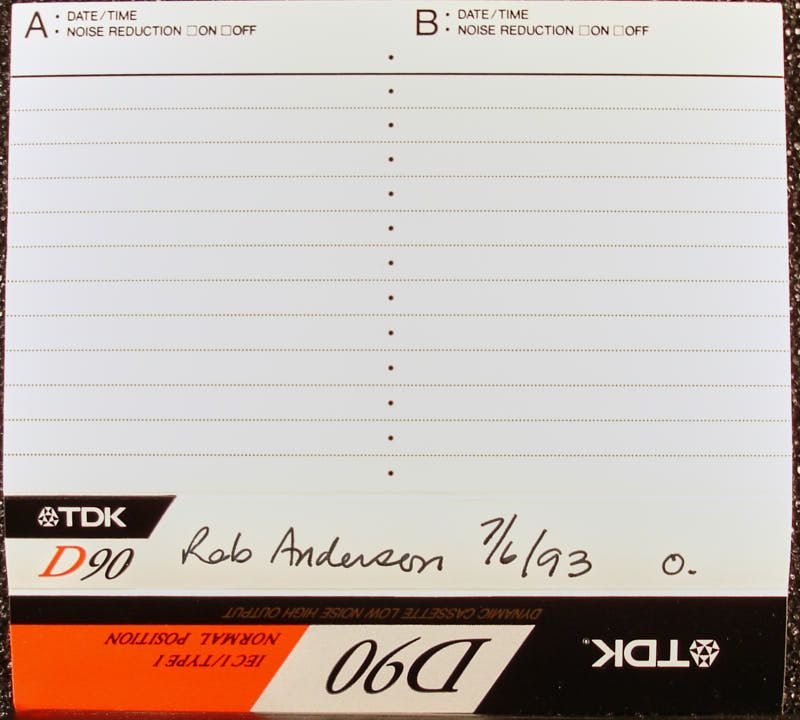 A • DATE/TIME
• NOISE REDUCTION □ON □OFF
B • DATE/TIME
• NOISE REDUCTION □ON □OFF
TDK
D90
Rob Anderson 7/6/93 O.
DYNAMIC CASSETTE LOW NOISE HIGH OUTPUT
TDK®
D90
IEC I/TYPE I
NORMAL POSITION